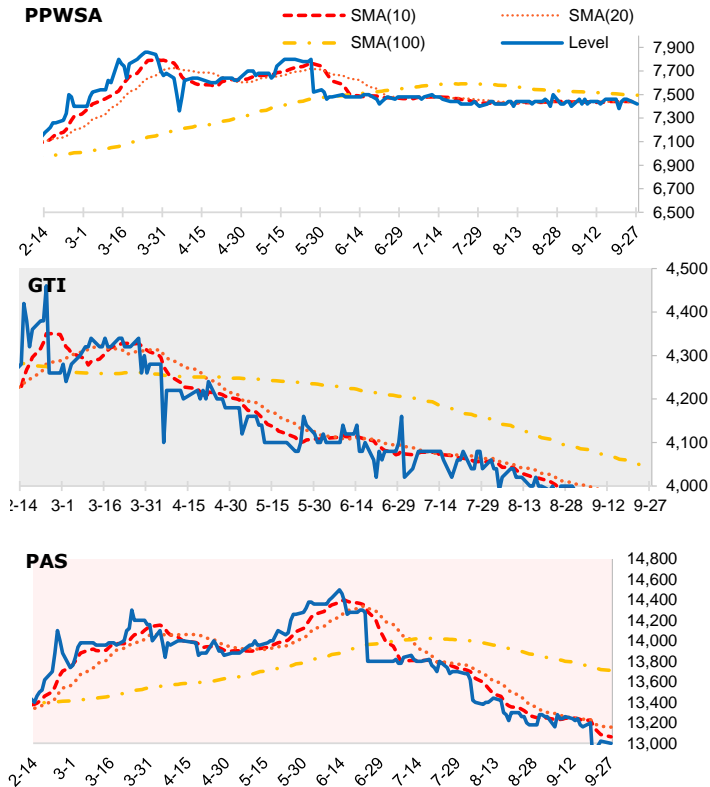 PPWSA
SMA(10)
SMA(20)
SMA(100)
Level
7,900
7,700
7,500
7,300
7,100
6,900
6,700
6,500
2-14 3-1 3-16 3-31 4-15 4-30 5-15 5-30 6-14 6-29 7-14 7-29 8-13 8-28 9-12 9-27
GTI
4,500
4,400
4,300
4,200
4,100
4,000
2-14 3-1 3-16 3-31 4-15 4-30 5-15 5-30 6-14 6-29 7-14 7-29 8-13 8-28 9-12 9-27
PAS
14,800
14,600
14,400
14,200
14,000
13,800
13,600
13,400
13,200
13,000
2-14 3-1 3-16 3-31 4-15 4-30 5-15 5-30 6-14 6-29 7-14 7-29 8-13 8-28 9-12 9-27